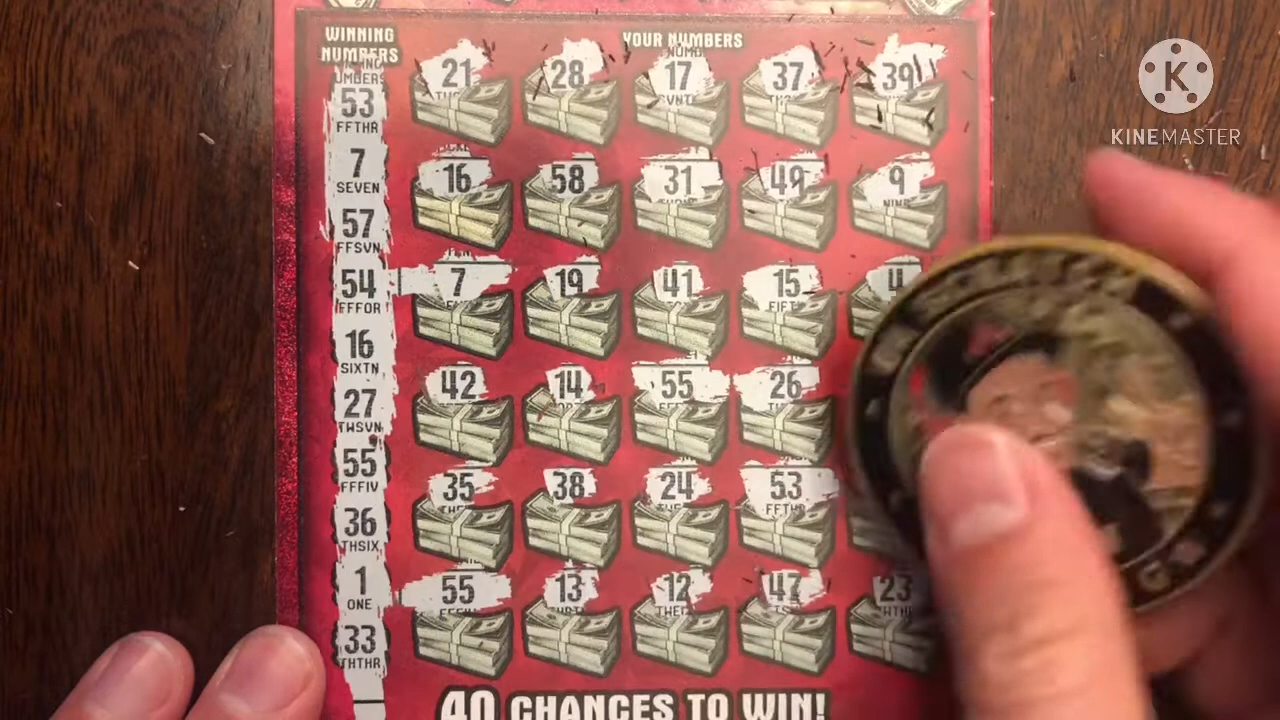 WINNING NUMBERS
YOUR NUMBERS
K
KINEMASTER
53
FFTHR
7
SEVEN
57
FFSVN
54
FFFOR
16
SIXTN
27
TWSVN
55
FFFIV
36
THSIX
1
ONE
33
THTHR
21 28 17 37 39
16 58 31 49 9
7 19 41 15 4
42 14 55 26
35 38 24 53
FFTHR
55 13 12 47 23
40 CHANCES TO WIN!